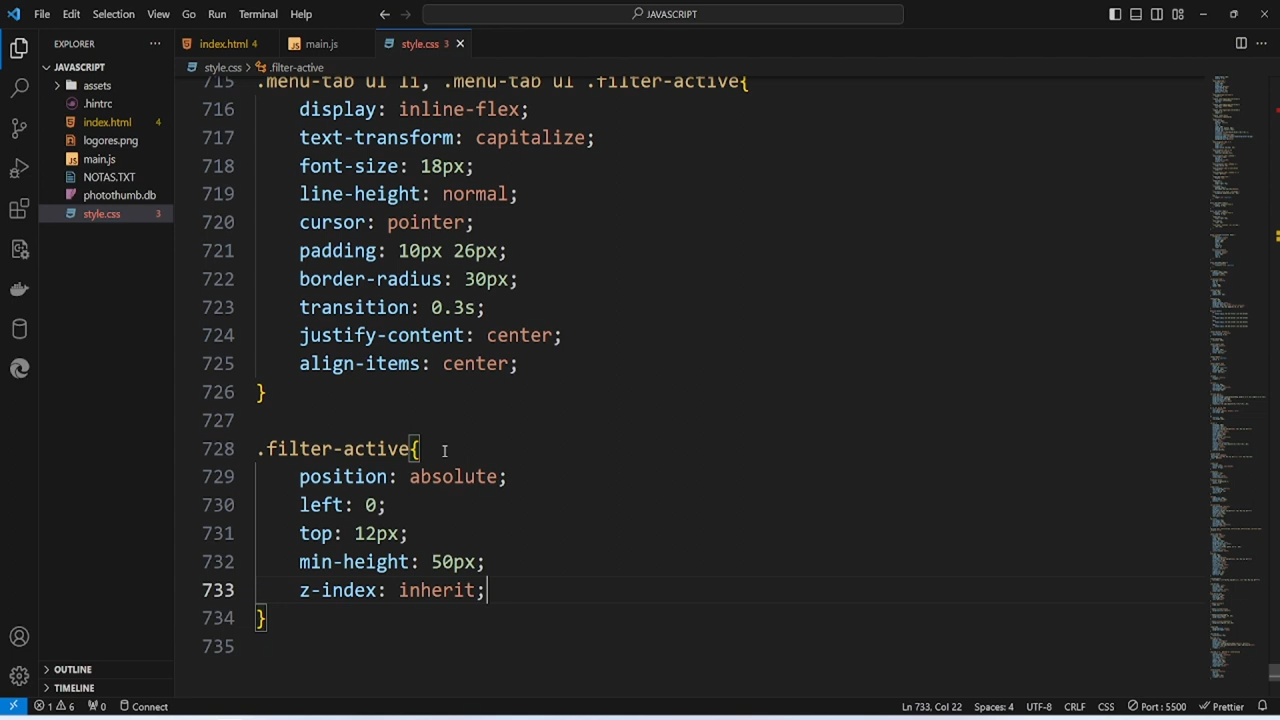 File Edit Selection View Go Run Terminal Help
JAVASCRIPT
EXPLORER
index.html 4
main.js
style.css 3
JAVASCRIPT
style.css > .filter-active
assets
.hintrc
index.html 4
logores.png
main.js
NOTAS.TXT
photothumb.db
style.css 3
OUTLINE
TIMELINE
715 .menu-tab ul li, .menu-tab ul .filter-active{
716 display: inline-flex;
717 text-transform: capitalize;
718 font-size: 19px;
719 line-height: normal;
720 cursor: pointer;
721 padding: 10px 26px;
722 border-radius: 30px;
723 transition: 0.3s;
724 justify-content: center;
725 align-items: center;
726 }
727
728 .filter-active{
729 position: absolute;
730 left: 0;
731 top: 12px;
732 min-height: 50px;
733 z-index: inherit;
734 }
735
1 6 0 Connect Ln 733, Col 22 Spaces: 4 UTF-8 CRLF CSS Port : 5500 Prettier